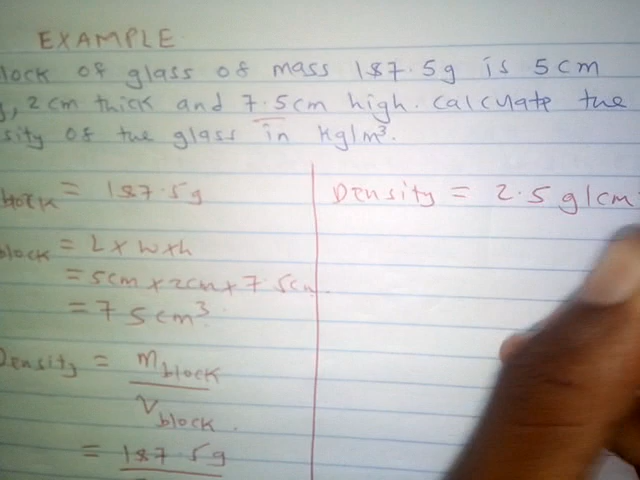 EXAMPLE
lock of glass of mass 187.5g is 5cm
g, 2cm thick and 7.5cm high. Calculate the
sity of the glass in kg/m³.
block = 187.5g
block = L x w x h
= 5cm x 2cm x 7 5cm
= 75cm³
Density = m block
V block.
= 187.5g
Density = 2.5 g/cm